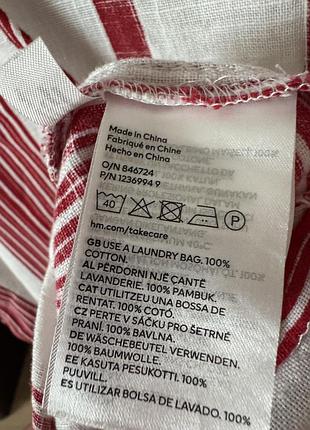 Made in China
Fabriqué en Chine
Hecho en China
O/N 846724
P/N 1236994 9
40 P
hm.com/takecare
GB USE A LAUNDRY BAG. 100%
COTTON.
AL PËRDORNI NJË ÇANTË
LAVANDERIE. 100% PAMBUK.
CAT UTILITZEU UNA BOSSA DE
RENTAT. 100% COTÓ.
CZ PERTE V SÁČKU PRO ŠETRNÉ
PRANÍ. 100% BAVLNA.
DE WÄSCHEBEUTEL VERWENDEN.
100% BAUMWOLLE.
EE KASUTA PESUKOTTI. 100%
PUUVILL.
ES UTILIZAR BOLSA DE LAVADO. 100%